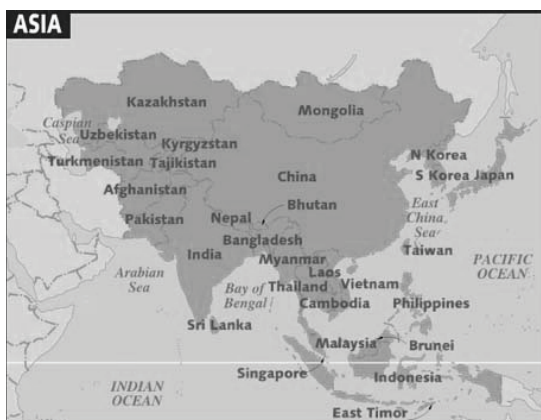 ASIA
Kazakhstan
Mongolia
Caspian
Sea
Uzbekistan
Kyrgyzstan
Turkmenistan
Tajikistan
N Korea
S Korea
Japan
China
Afghanistan
Bhutan
Nepal
Pakistan
East
China
Sea
Bangladesh
Taiwan
India
Myanmar
PACIFIC
OCEAN
Arabian
Sea
Laos
Bay of
Bengal
Thailand
Vietnam
Cambodia
Philippines
Sri Lanka
Malaysia
Brunei
Singapore
Indonesia
INDIAN
OCEAN
East Timor